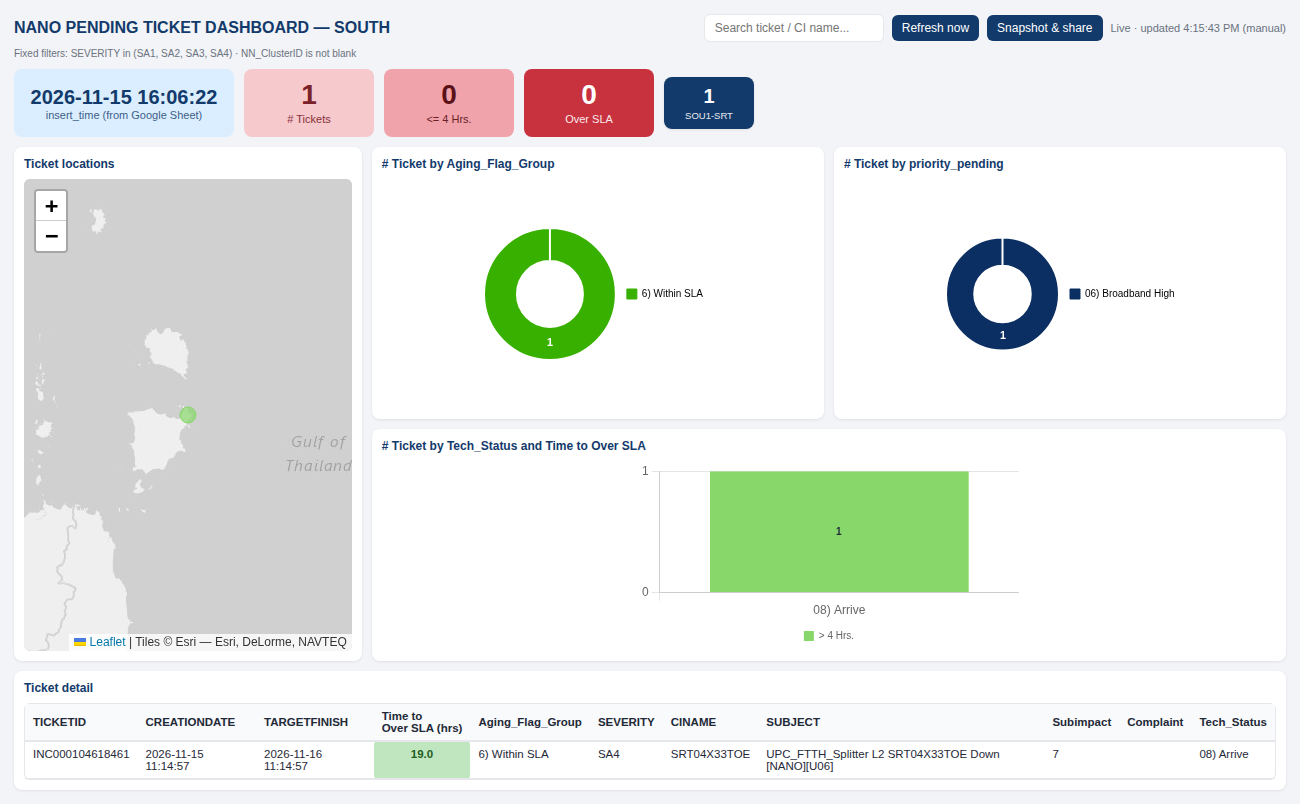 NANO PENDING TICKET DASHBOARD — SOUTH
Search ticket / CI name...
Refresh now
Snapshot & share
Live · updated 4:15:43 PM (manual)
Fixed filters: SEVERITY in (SA1, SA2, SA3, SA4) · NN_ClusterID is not blank
2026-11-15 16:06:22
insert_time (from Google Sheet)
1
# Tickets
0
<= 4 Hrs.
0
Over SLA
1
SOU1-SRT
Ticket locations
+
−
Gulf of
Thailand
Leaflet | Tiles © Esri — Esri, DeLorme, NAVTEQ
# Ticket by Aging_Flag_Group
1
6) Within SLA
# Ticket by priority_pending
1
06) Broadband High
# Ticket by Tech_Status and Time to Over SLA
1
1
0
08) Arrive
> 4 Hrs.
Ticket detail
TICKETID CREATIONDATE TARGETFINISH Time to Over SLA (hrs) Aging_Flag_Group SEVERITY CINAME SUBJECT Subimpact Complaint Tech_Status
INC000104618461 2026-11-15 11:14:57 2026-11-16 11:14:57 19.0 6) Within SLA SA4 SRT04X33TOE UPC_FTTH_Splitter L2 SRT04X33TOE Down [NANO][U06] 7 08) Arrive